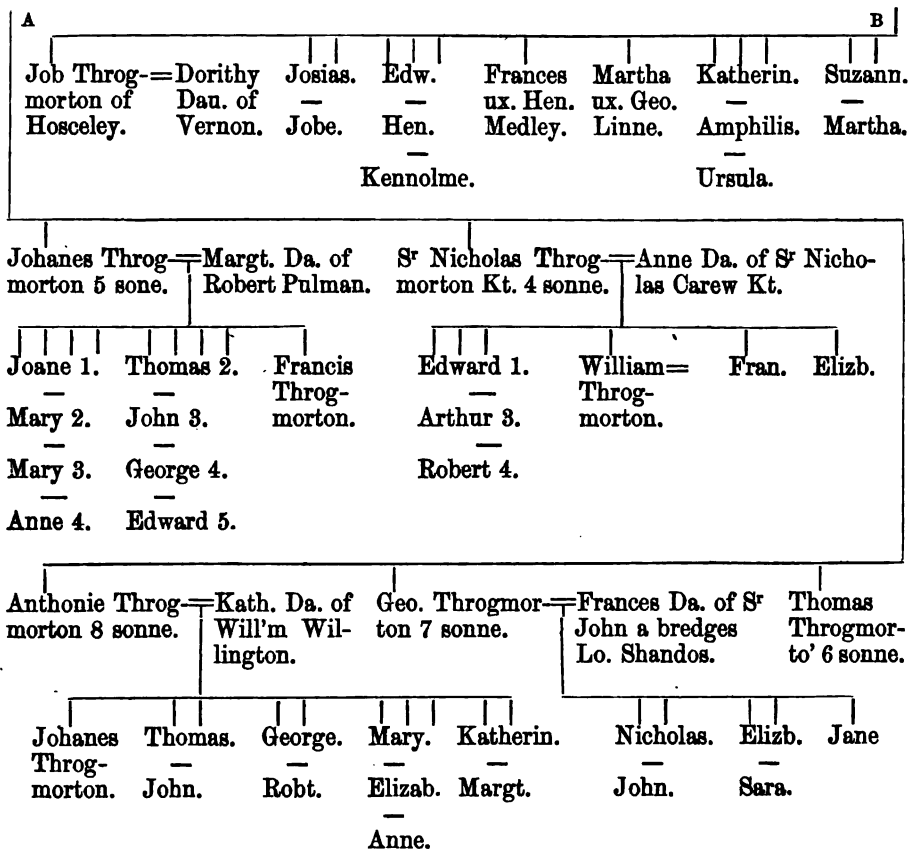 A B
Job Throg-=Dorithy Josias. Edw. Frances Martha Katherin. Suzann.
morton of Dau. of — — ux. Hen. ux. Geo. — —
Hosceley. Vernon. Jobe. Hen. Medley. Linne. Amphilis. Martha.
— —
Kennolme. Ursula.
Johanes Throg-=Margt. Da. of Sr Nicholas Throg-=Anne Da. of Sr Nicho-
morton 5 sone. Robert Pulman. morton Kt. 4 sonne. las Carew Kt.
Joane 1. Thomas 2. Francis Edward 1. William= Fran. Elizb.
— — Throg- — Throg-
Mary 2. John 3. morton. Arthur 3. morton.
— — —
Mary 3. George 4. Robert 4.
— —
Anne 4. Edward 5.
Anthonie Throg-=Kath. Da. of Geo. Throgmor-=Frances Da. of Sr Thomas
morton 8 sonne. Will'm Wil- ton 7 sonne. John a bredges Throgmor-
lington. Lo. Shandos. to' 6 sonne.
Johanes Thomas. George. Mary. Katherin. Nicholas. Elizb. Jane
Throg- — — — — — —
morton. John. Robt. Elizab. Margt. John. Sara.
—
Anne.